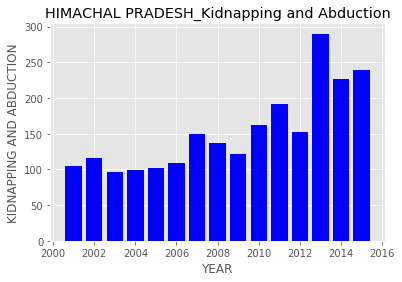 HIMACHAL PRADESH_Kidnapping and Abduction
KIDNAPPING AND ABDUCTION
300
250
200
150
100
50
0
2000 2002 2004 2006 2008 2010 2012 2014 2016
YEAR